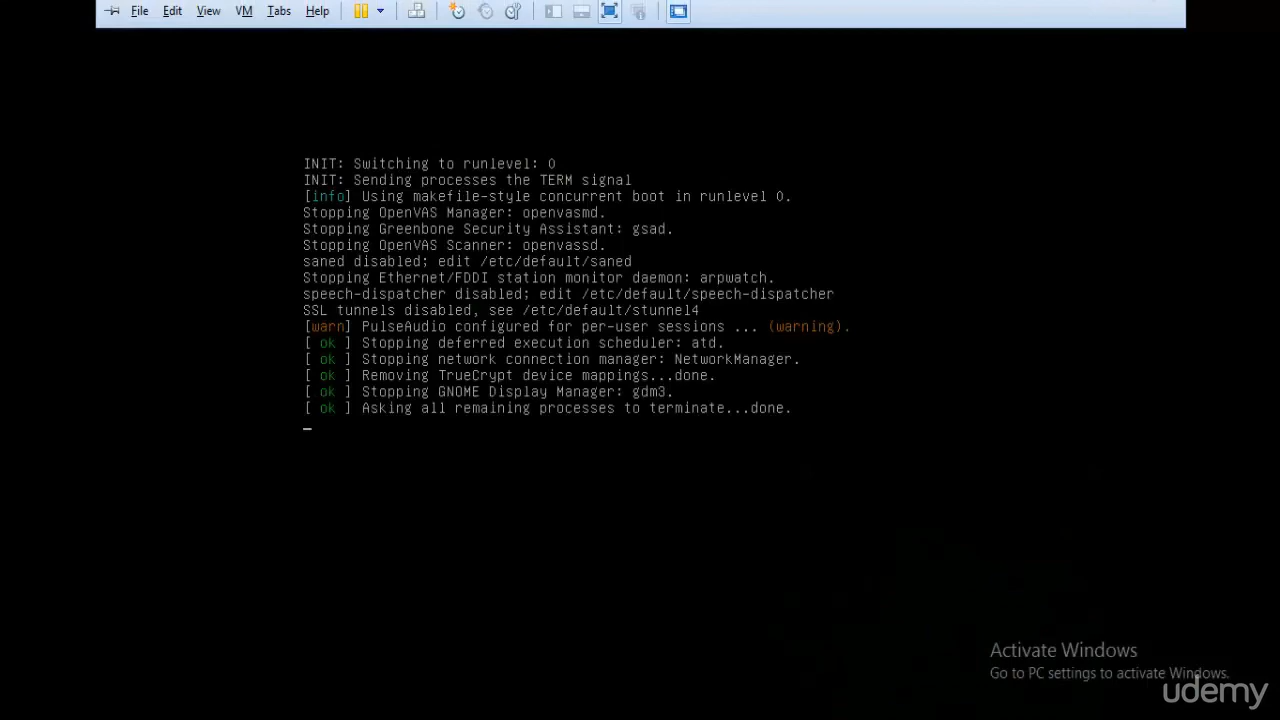 File Edit View VM Tabs Help
INIT: Switching to runlevel: 0
INIT: Sending processes the TERM signal
[info] Using makefile-style concurrent boot in runlevel 0.
Stopping OpenVAS Manager: openvasmd.
Stopping Greenbone Security Assistant: gsad.
Stopping OpenVAS Scanner: openvassd.
saned disabled; edit /etc/default/saned
Stopping Ethernet/FDDI station monitor daemon: arpwatch.
speech-dispatcher disabled; edit /etc/default/speech-dispatcher
SSL tunnels disabled, see /etc/default/stunnel4
[warn] PulseAudio configured for per-user sessions ... (warning).
[ ok ] Stopping deferred execution scheduler: atd.
[ ok ] Stopping network connection manager: NetworkManager.
[ ok ] Removing TrueCrypt device mappings...done.
[ ok ] Stopping GNOME Display Manager: gdm3.
[ ok ] Asking all remaining processes to terminate...done.
_
Activate Windows
Go to PC settings to activate Windows.
udemy